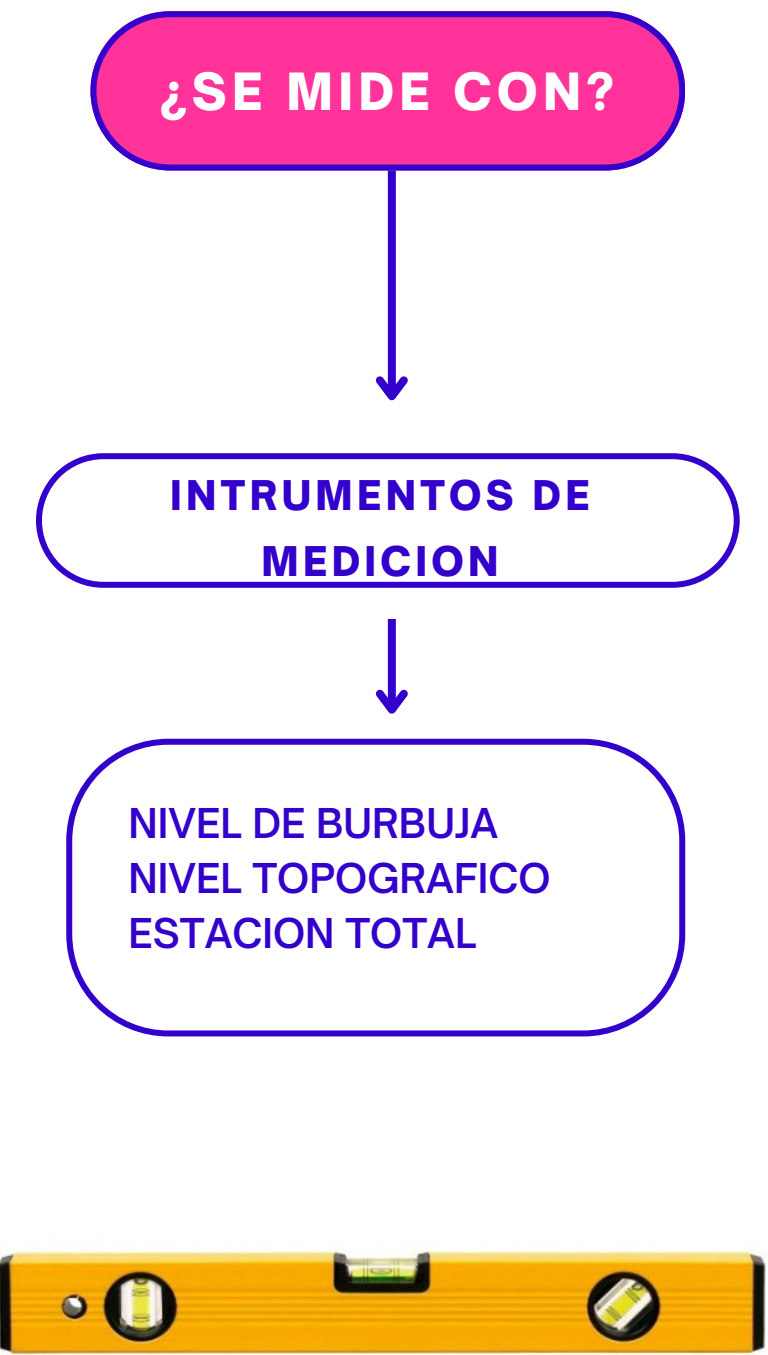 ¿SE MIDE CON?
INTRUMENTOS DE
MEDICION
NIVEL DE BURBUJA
NIVEL TOPOGRAFICO
ESTACION TOTAL